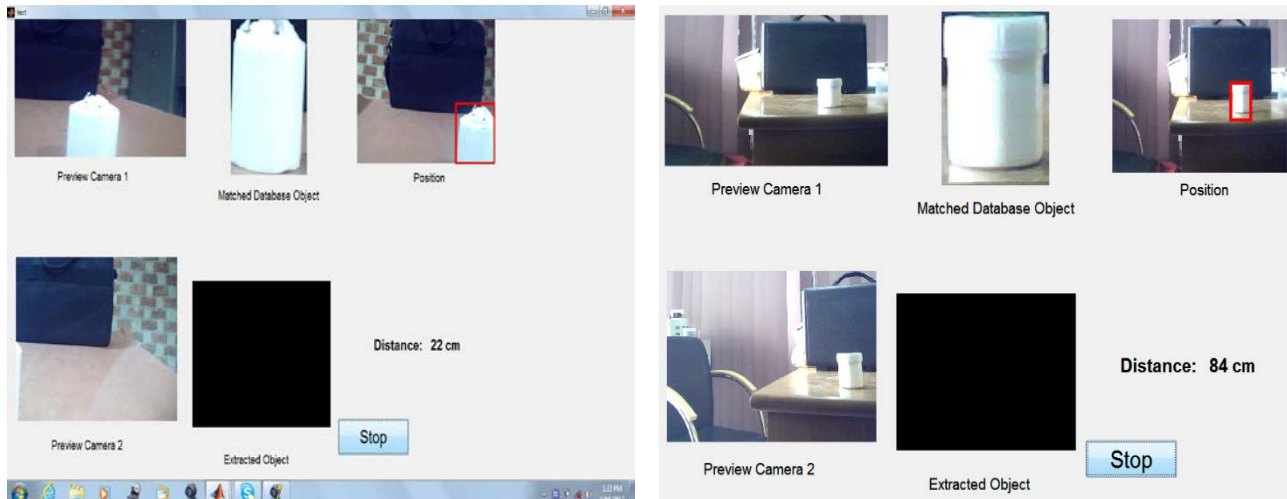 test
Preview Camera 1
Matched Database Object
Position
Distance: 22 cm
Preview Camera 2
Extracted Object
Stop
Preview Camera 1
Matched Database Object
Position
Distance: 84 cm
Preview Camera 2
Extracted Object
Stop